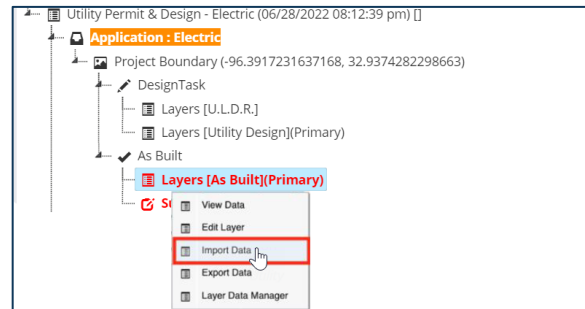 Utility Permit & Design - Electric (06/28/2022 08:12:39 pm) []
Application : Electric
Project Boundary (-96.3917231637168, 32.9374282298663)
DesignTask
Layers [U.L.D.R.]
Layers [Utility Design](Primary)
As Built
Layers [As Built](Primary)
View Data
Edit Layer
Import Data
Export Data
Layer Data Manager